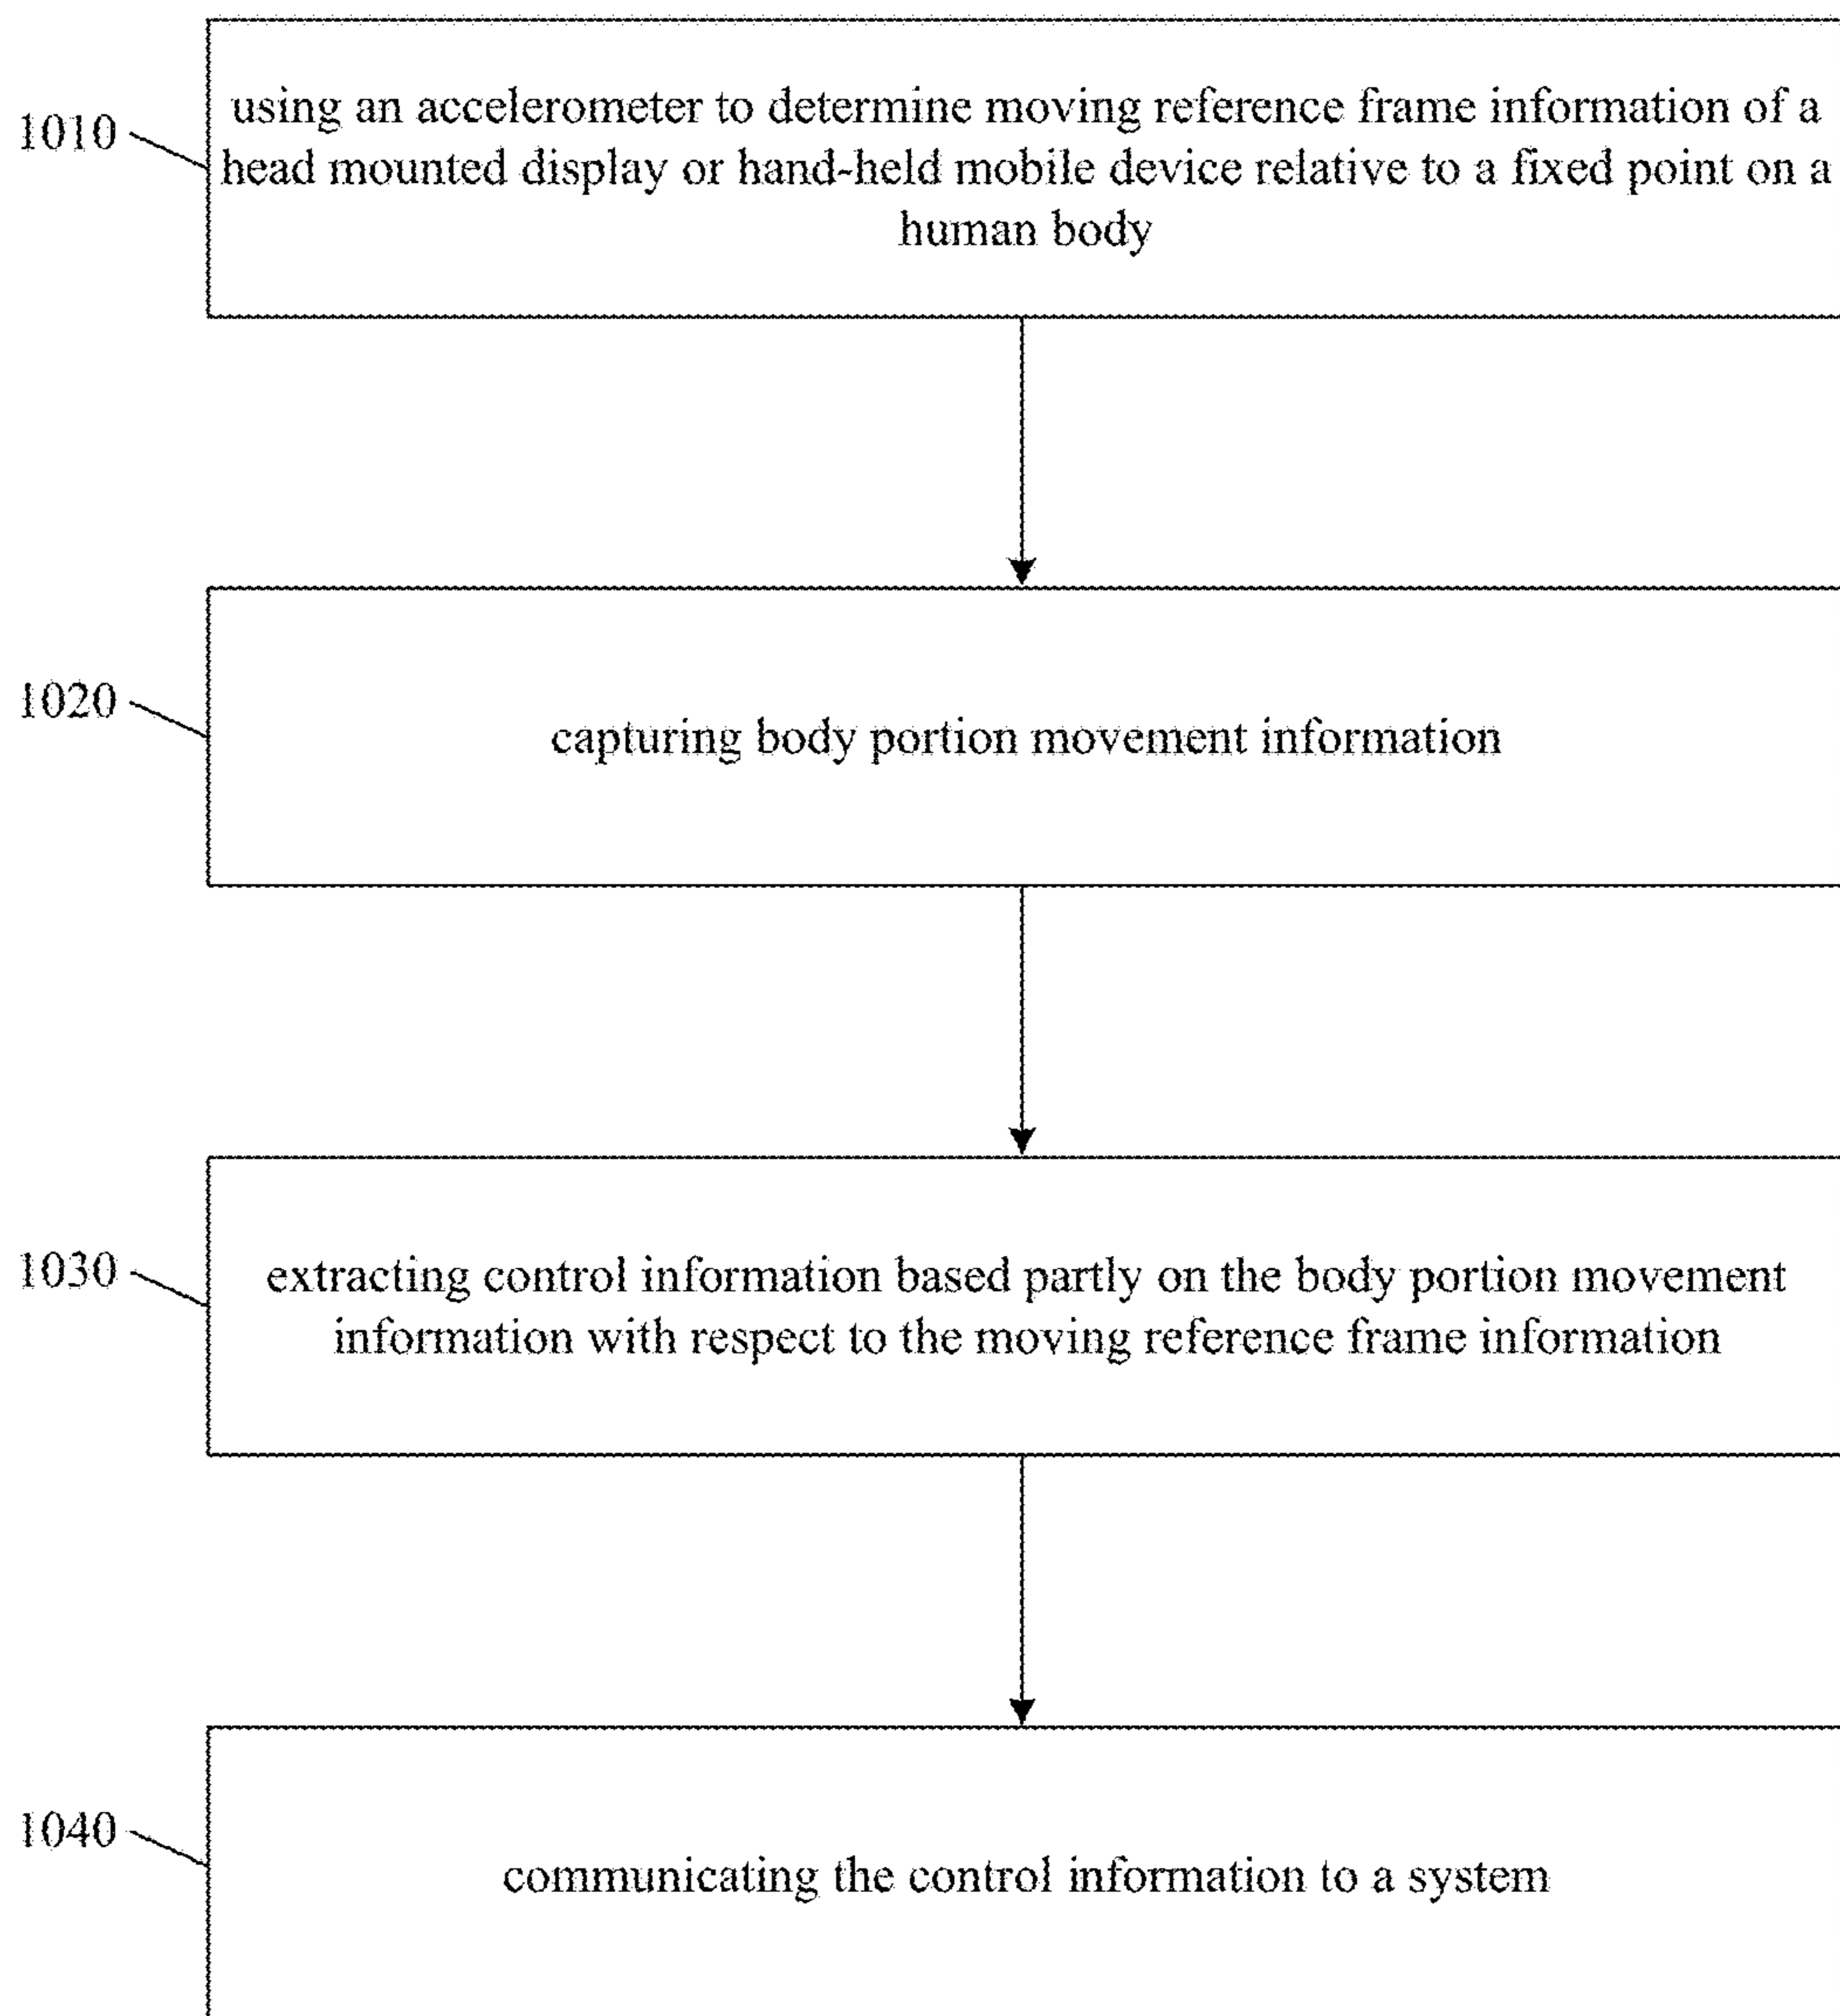 1010
using an accelerometer to determine moving reference frame information of a
head mounted display or hand-held mobile device relative to a fixed point on a
human body
1020
capturing body portion movement information
1030
extracting control information based partly on the body portion movement
information with respect to the moving reference frame information
1040
communicating the control information to a system